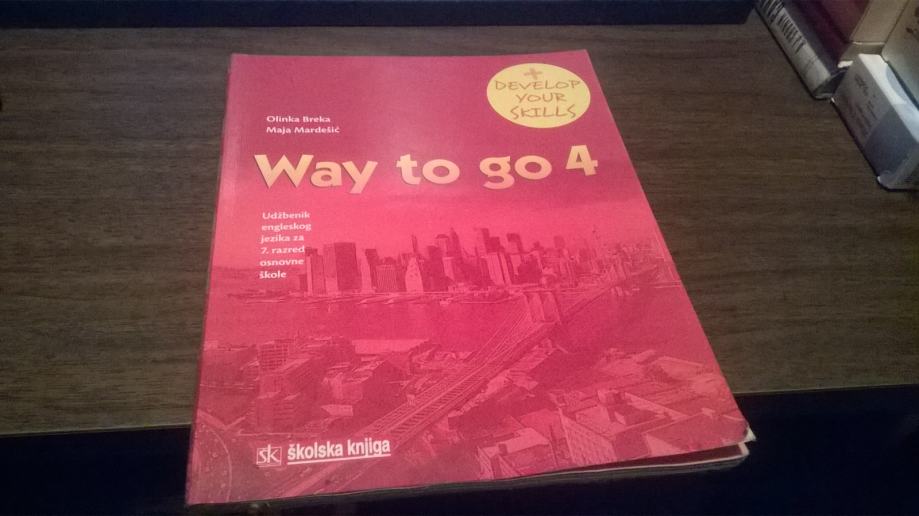 +
DEVELOP
YOUR
SKILLS
Olinka Breka
Maja Mardešić
Way to go 4
Udžbenik
engleskog
jezika za
7. razred
osnovne
škole
sk školska knjiga